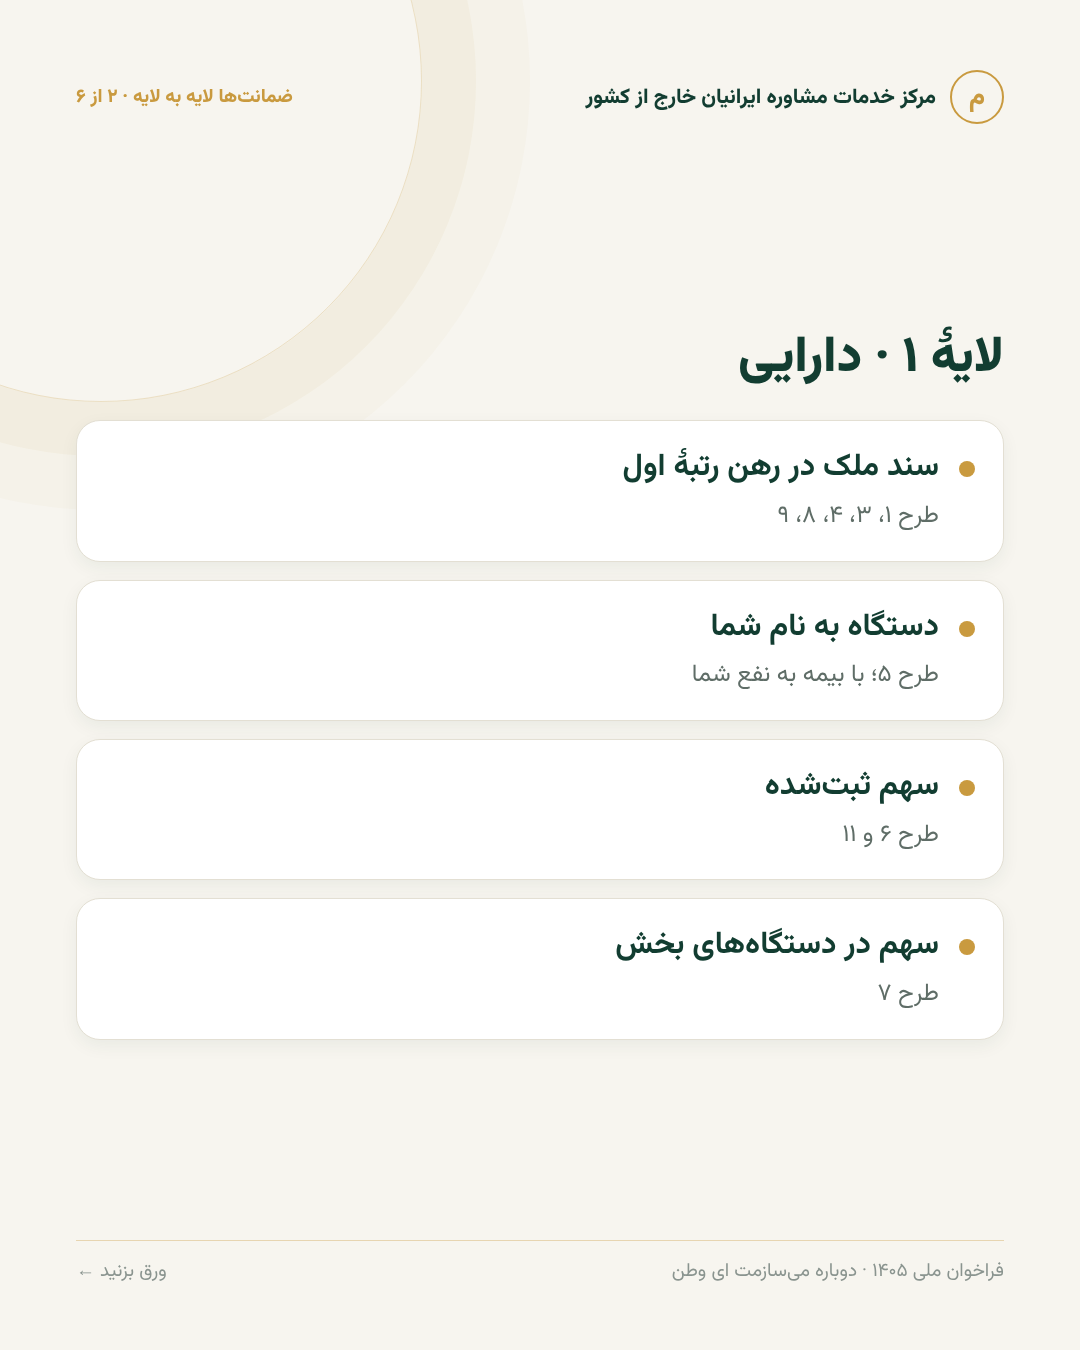 م
مرکز خدمات مشاوره ایرانیان خارج از کشور
ضمانت‌ها لایه به لایه · ۲ از ۶
لایهٔ ۱ · دارایی
سند ملک در رهن رتبهٔ اول
طرح ۱، ۳، ۴، ۸، ۹
دستگاه به نام شما
طرح ۵؛ با بیمه به نفع شما
سهم ثبت‌شده
طرح ۶ و ۱۱
سهم در دستگاه‌های بخش
طرح ۷
فراخوان ملی ۱۴۰۵ · دوباره می‌سازمت ای وطن
ورق بزنید ←